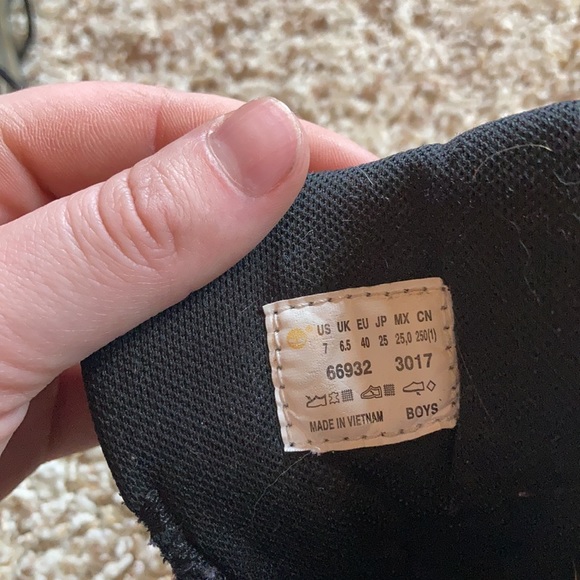 US UK EU JP MX CN
7 6.5 40 25 25,0 250(1)
66932 3017
MADE IN VIETNAM BOYS